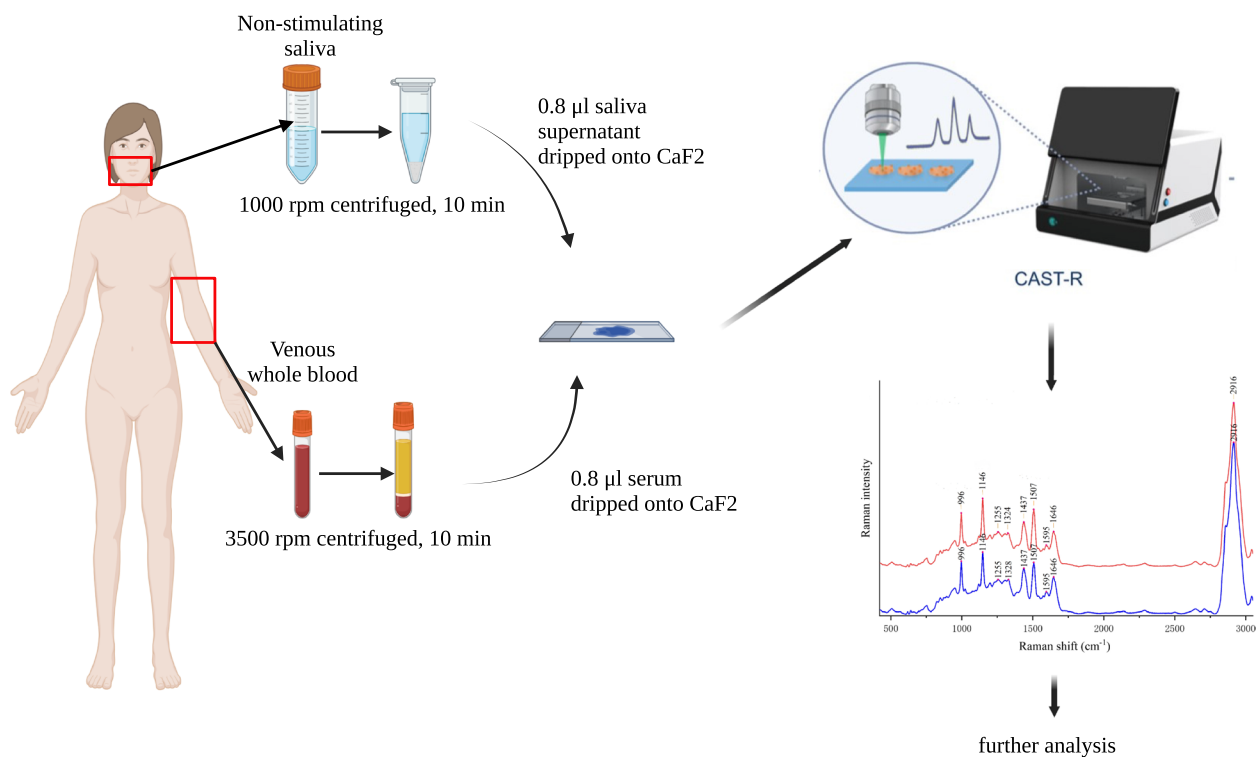 Non-stimulating
saliva
1000 rpm centrifuged, 10 min
0.8 μl saliva
supernatant
dripped onto CaF2
Venous
whole blood
3500 rpm centrifuged, 10 min
0.8 μl serum
dripped onto CaF2
CAST-R
Raman intensity
2916
2916
996
1146
1255
1324
1437
1507
1595
1646
996
1146
1255
1328
1437
1507
1595
1646
500 1000 1500 2000 2500 3000
Raman shift (cm⁻¹)
further analysis